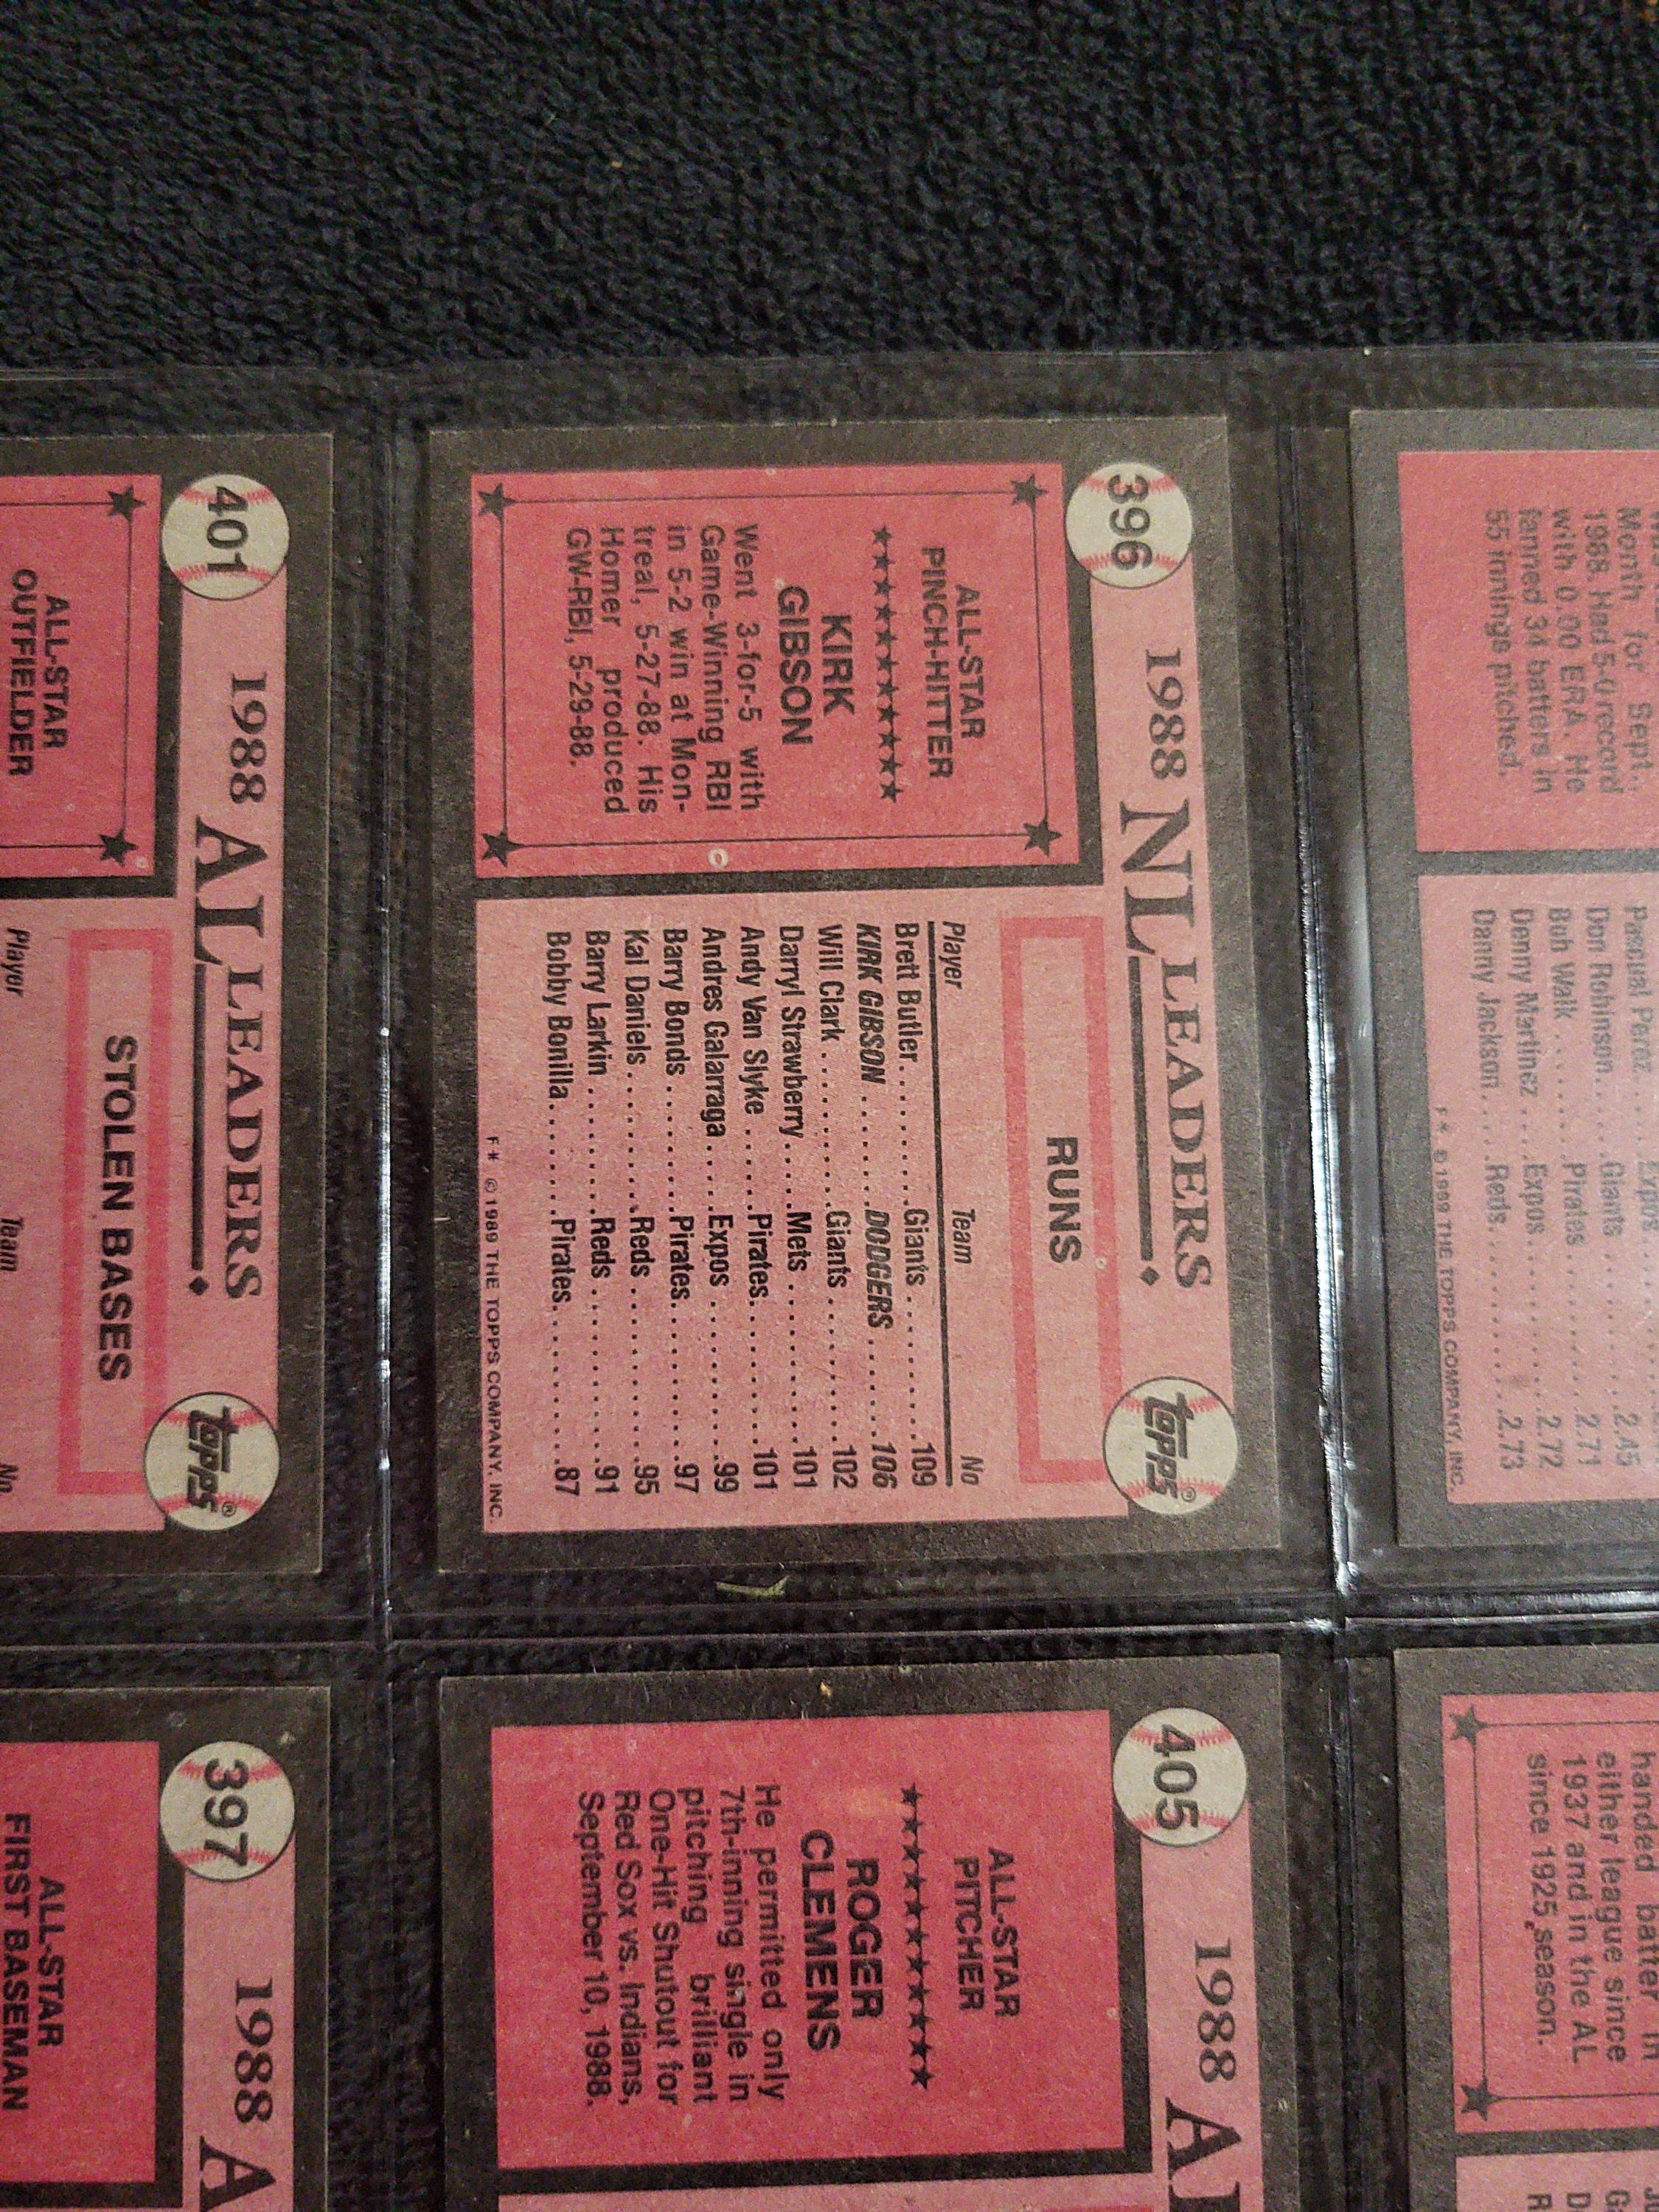 396
1988 NL LEADERS
topps®
ALL-STAR
PINCH-HITTER
KIRK
GIBSON
Went 3-for-5 with
Game-Winning RBI
in 5-2 win at Mon-
treal, 5-27-88. His
Homer produced
GW-RBI, 5-29-88.
RUNS
Player Team No
Brett Butler.........Giants.........109
KIRK GIBSON.......DODGERS.......106
Will Clark..........Giants.........102
Darryl Strawberry.....Mets.........101
Andy Van Slyke......Pirates.......101
Andres Galarraga.....Expos.........99
Barry Bonds.........Pirates.........97
Kal Daniels..........Reds..........95
Barry Larkin.........Reds..........91
Bobby Bonilla........Pirates........87
F* © 1989 THE TOPPS COMPANY, INC.
Month for Sept.,
1988. Had 5-0 record
with 0.00 ERA. He
fanned 34 batters in
55 innings pitched.
Pascual Perez.....Expos.........2.45
Don Robinson.....Giants.........2.45
Bob Walk.........Pirates.........2.71
Denny Martinez....Expos.........2.72
Danny Jackson.....Reds.........2.73
F* © 1989 THE TOPPS COMPANY, INC.
401
1988 AL LEADERS
topps®
ALL-STAR
OUTFIELDER
STOLEN BASES
Player Team No
handed batter in
either league since
1937 and in the AL
since 1925 season.
405
1988
ALL-STAR
PITCHER
ROGER
CLEMENS
He permitted only
7th-inning single in
pitching brilliant
One-Hit Shutout for
Red Sox vs. Indians,
September 10, 1988.
397
1988 A
ALL-STAR
FIRST BASEMAN